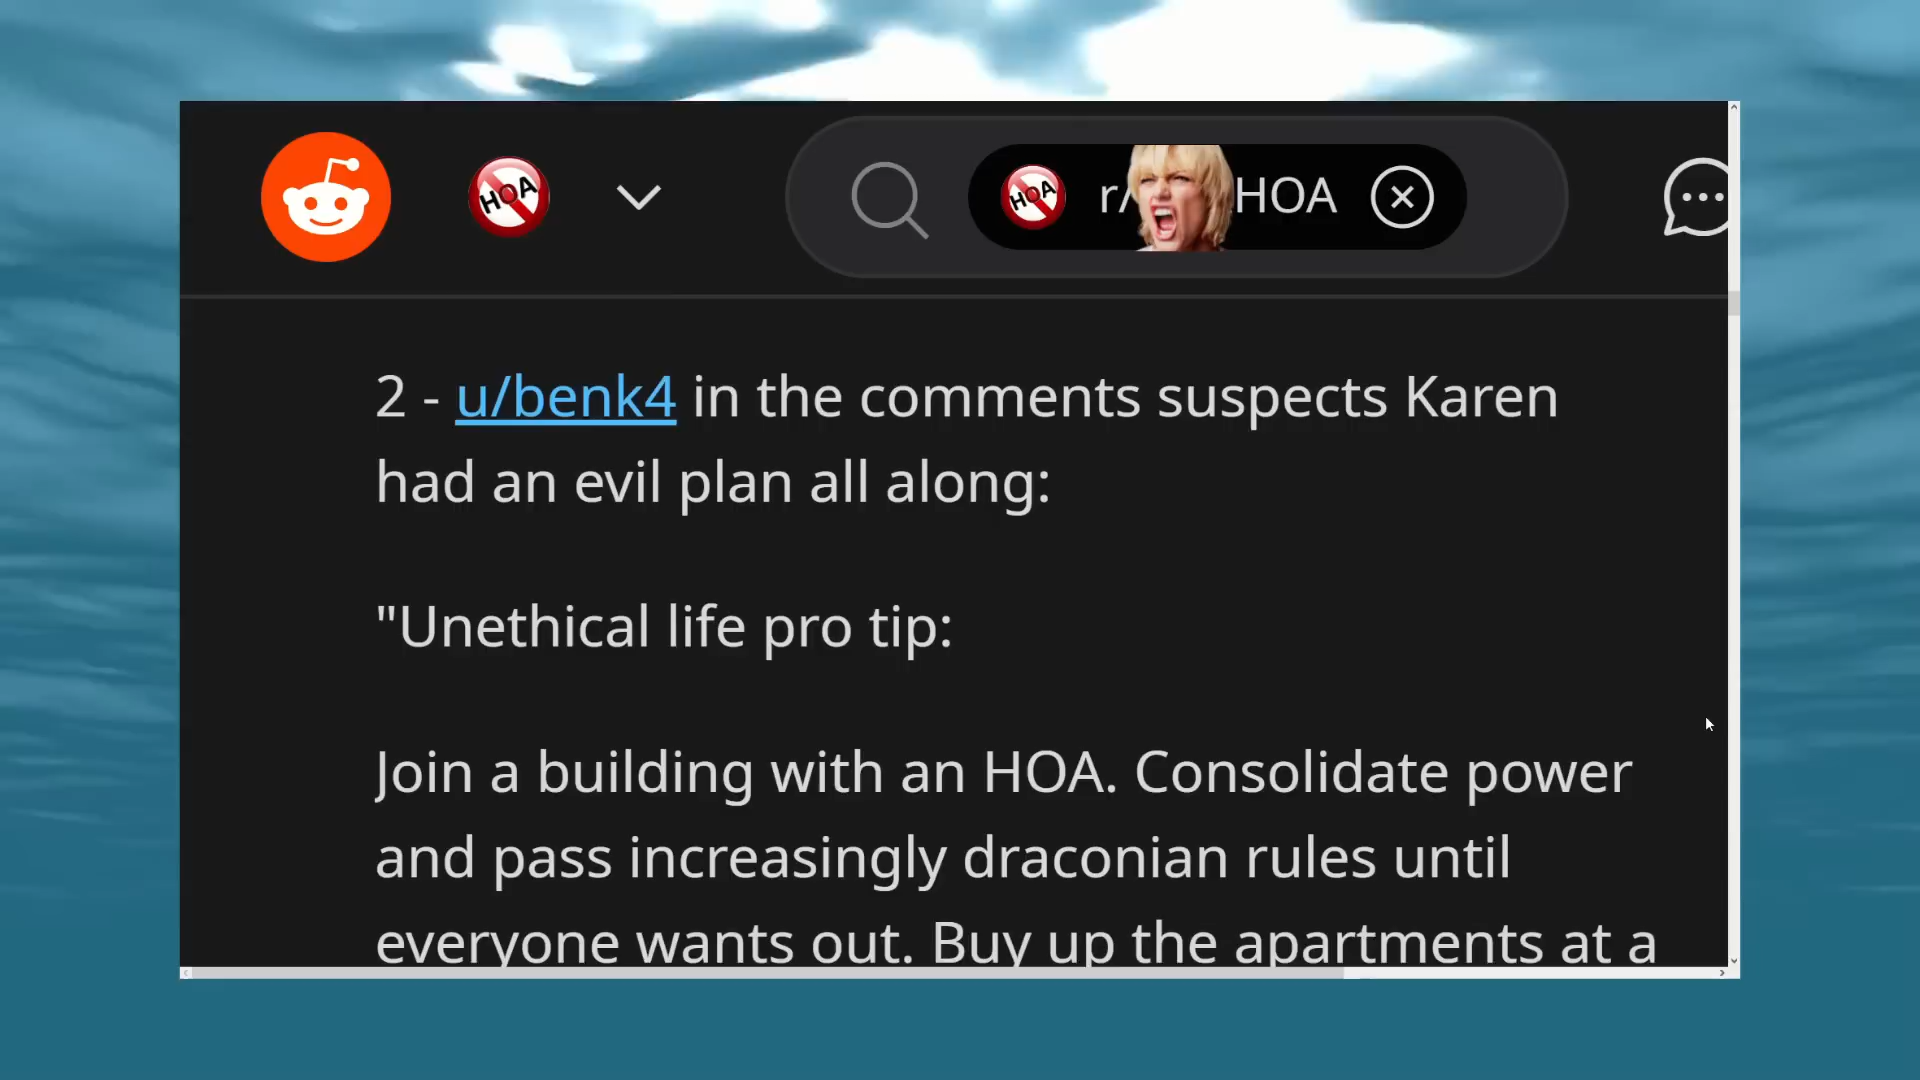 HOA
HOA r/ HOA
2 - u/benk4 in the comments suspects Karen
had an evil plan all along:
"Unethical life pro tip:
Join a building with an HOA. Consolidate power
and pass increasingly draconian rules until
everyone wants out. Buy up the apartments at a